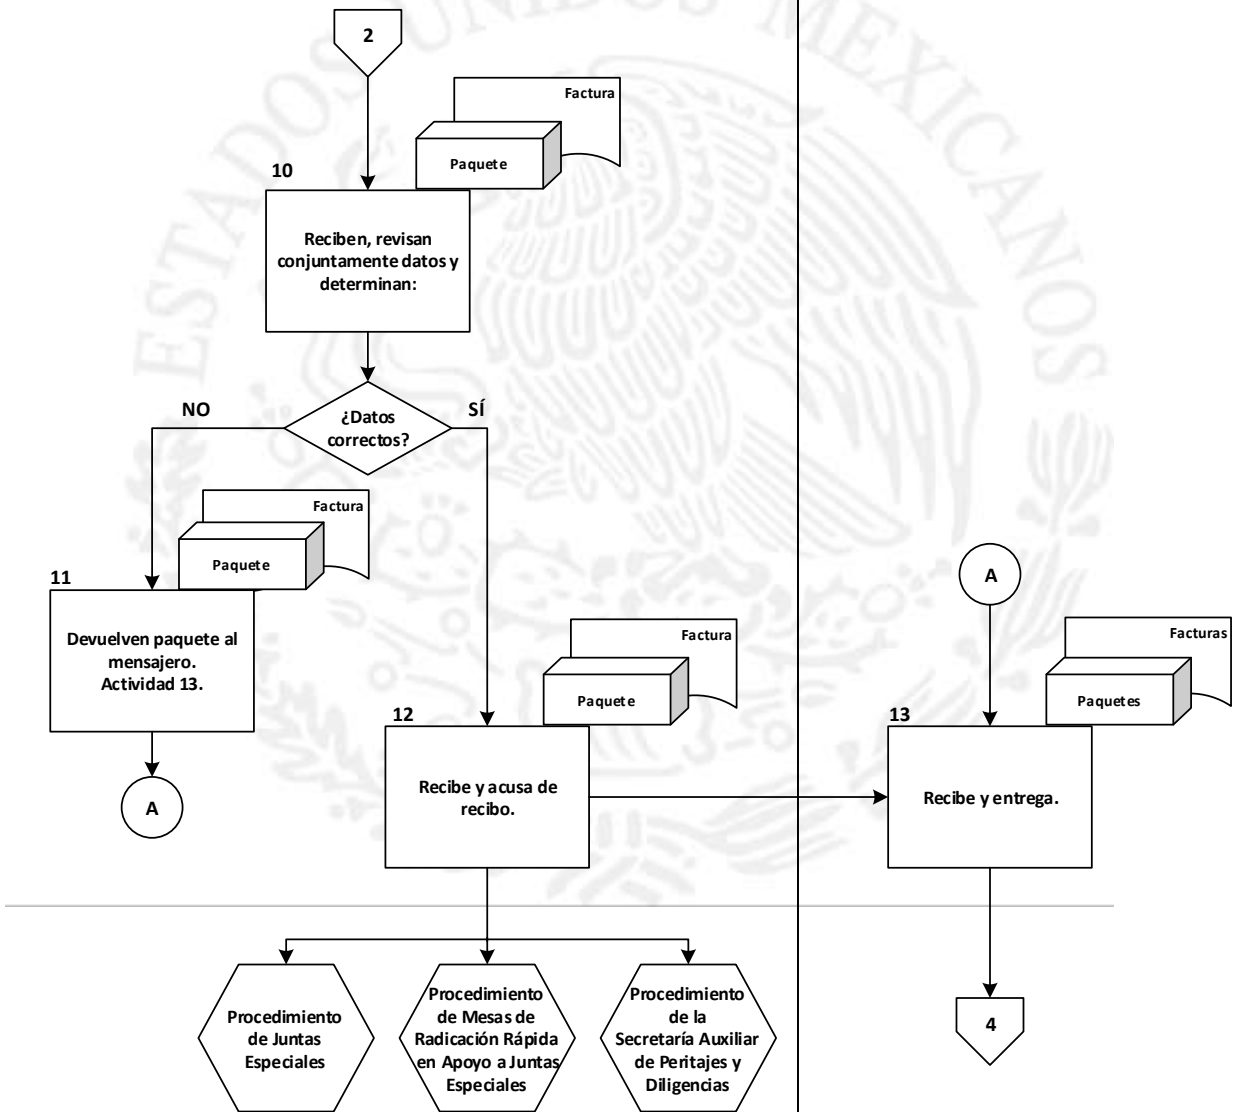 ESTADOS UNIDOS MEXICANOS
2
Factura
Paquete
10
Reciben, revisan
conjuntamente datos y
determinan:
NO
¿Datos
correctos?
SÍ
Factura
Paquete
11
Devuelven paquete al
mensajero.
Actividad 13.
A
Factura
Paquete
12
Recibe y acusa de
recibo.
A
Facturas
Paquetes
13
Recibe y entrega.
Procedimiento
de Juntas
Especiales
Procedimiento
de Mesas de
Radicación Rápida
en Apoyo a Juntas
Especiales
Procedimiento
de la
Secretaría Auxiliar
de Peritajes y
Diligencias
4